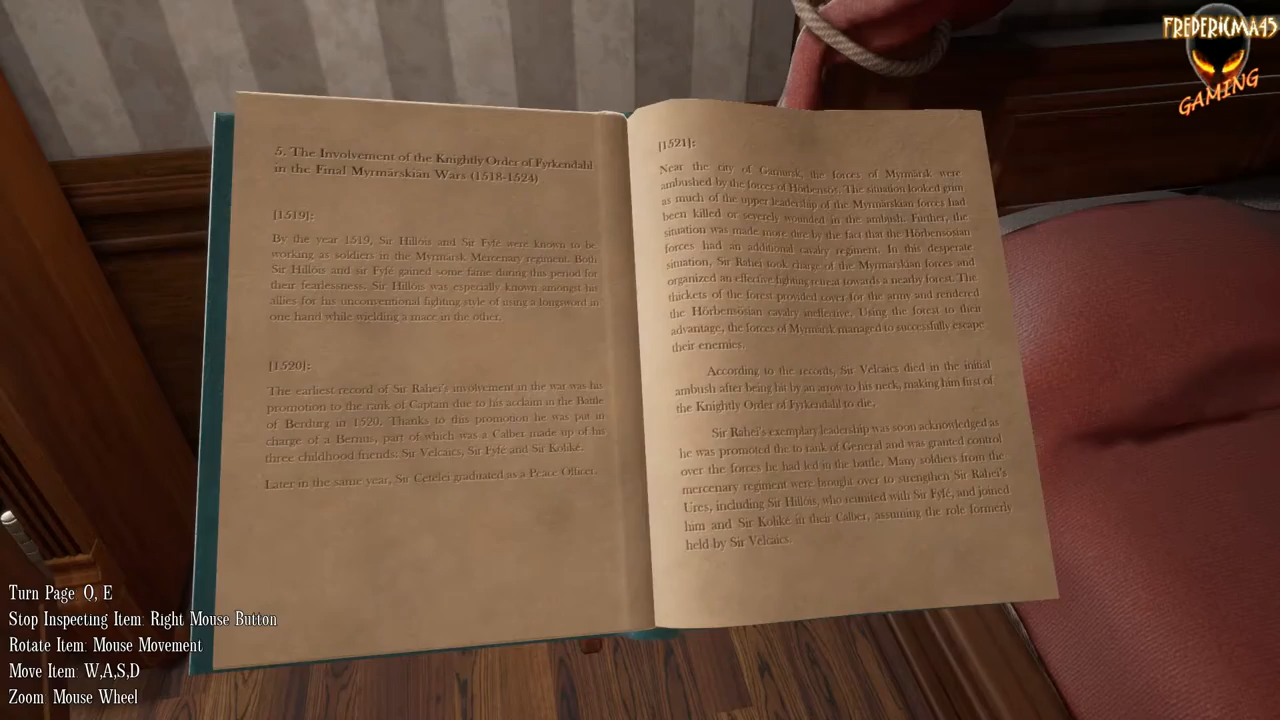 FREDERICMA45
GAMING
5. The Involvement of the Knightly Order of Fyrkendahl
in the Final Myrmärskian Wars (1518-1524)
[1519]:
By the year 1519, Sir Hillois and Sir Fyfé were known to be
working as soldiers in the Myrmärsk Mercenary regiment. Both
Sir Hillóis and sir Fyfé gained some fame during this period for
their fearlessness. Sir Hillóis was especially known amongst his
allies for his unconventional fighting style of using a longsword in
one hand while wielding a mace in the other.
[1520]:
The earliest record of Sir Rahei's involvement in the war was his
promotion to the rank of Captain due to his acclaim in the Battle
of Berdurg in 1520. Thanks to this promotion he was put in
charge of a Bernus, part of which was a Calber made up of his
three childhood friends: Sir Velcaics, Sir Fyfé and Sir Kolike.
Later in the same year, Sir Cetelei graduated as a Peace Officer.
[1521]:
Near the city of the forces of Myrmärik were
ambushed by the forces of Hörbensös. The situation looked grim
as much of the upper leadership of the Myrmärskian forces had
been killed or severely wounded in the ambush. Futher, the
situation was made more dire by the fact that the Hörbensösian
forces had an additional cavalry regiment. In this desperate
situation, Sir Rahei took charge of the Myrmärskian forces and
organized an effective fighting retreat towards a nearby forest. The
thickets of the forest provided cover for the army and rendered
the Hörbensösian cavalry ineffective. Using the forest to their
advantage, the forces of Myrmärik managed to successfully escape
their enemies.
According to the records, Sir Velcaics died in the initial
ambush after being hit by an arrow to his neck, making him first of
the Knightly Order of Fyrkendahl to die.
Sir Rahei's exemplary leadership was soon acknowledged as
he was promoted the to rank of General and was granted control
over the forces he had led in the battle. Many soldiers from the
mercenary regiment were brought over to strengthen Sir Rahei's
Ures, including Sir Hillóis, who reunited with Sir Fyfé, and joined
him and Sir Kolike in their Calber, assuming the role formerly
held by Sir Velcaics.
Turn Page: Q, E
Stop Inspecting Item: Right Mouse Button
Rotate Item: Mouse Movement
Move Item: W,A,S,D
Zoom: Mouse Wheel